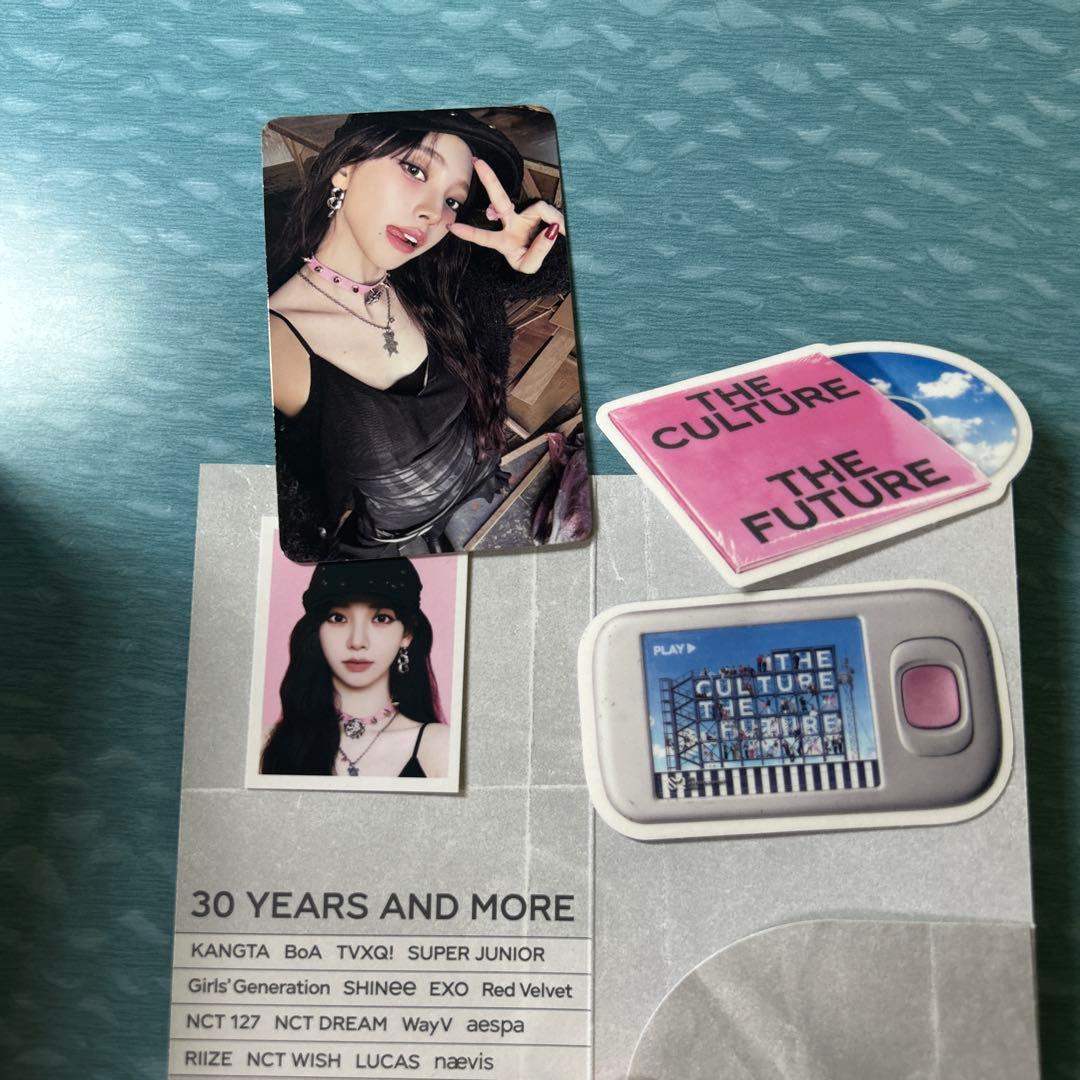 THE
CULTURE
THE
FUTURE
PLAY
THE
CULTURE
THE
FUTURE
30 YEARS AND MORE
KANGTA BoA TVXQ! SUPER JUNIOR
Girls' Generation SHINee EXO Red Velvet
NCT 127 NCT DREAM WayV aespa
RIIZE NCT WISH LUCAS nævis